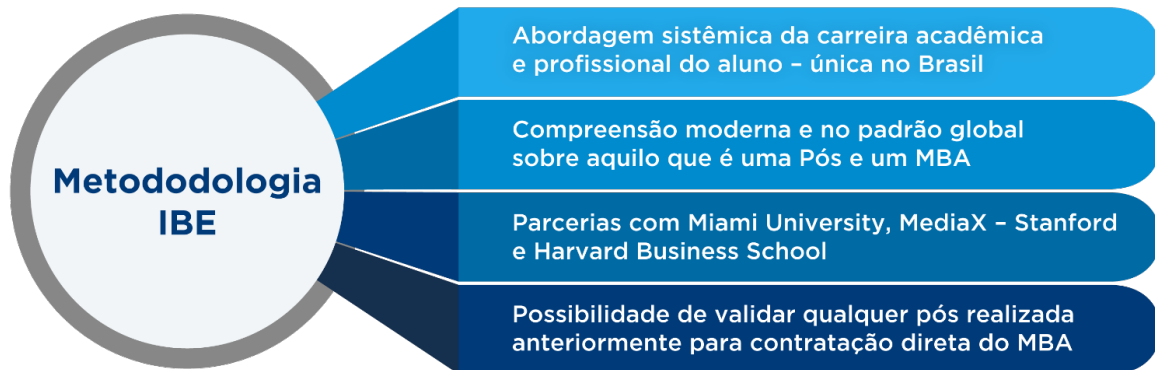 Metododologia
IBE
Abordagem sistêmica da carreira acadêmica
e profissional do aluno – única no Brasil
Compreensão moderna e no padrão global
sobre aquilo que é uma Pós e um MBA
Parcerias com Miami University, MediaX – Stanford
e Harvard Business School
Possibilidade de validar qualquer pós realizada
anteriormente para contratação direta do MBA